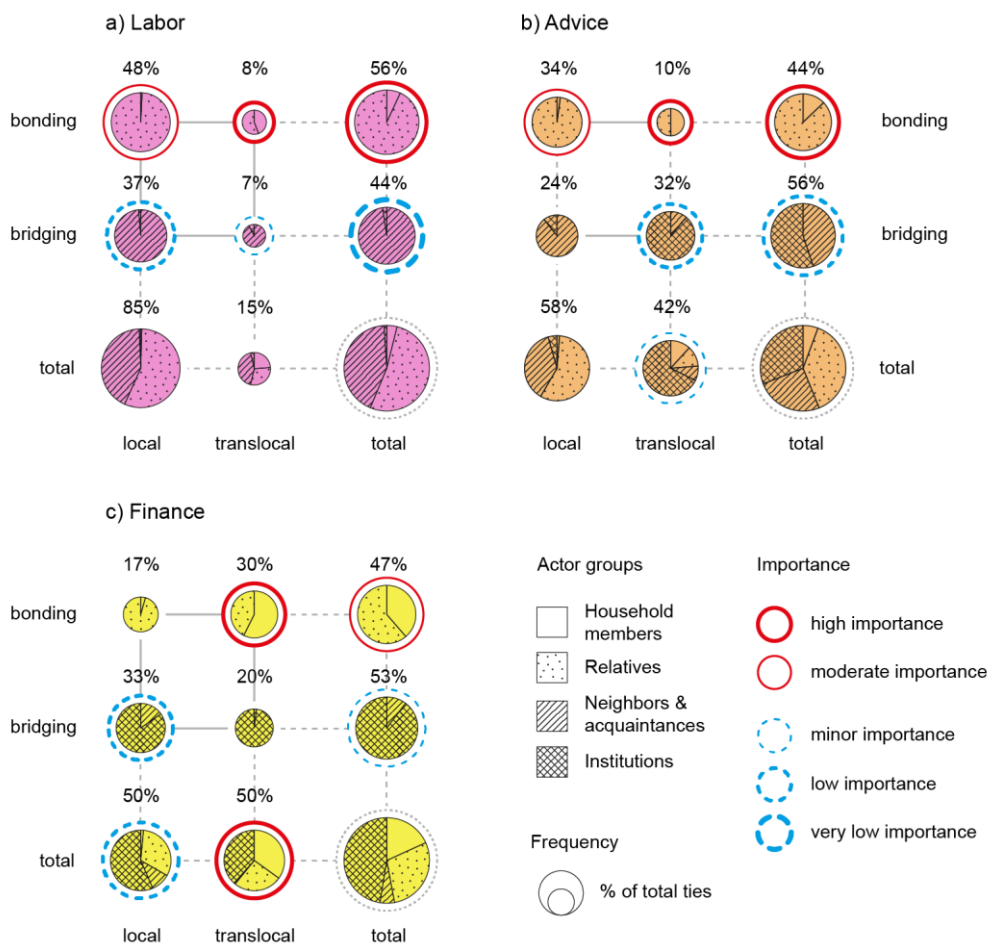 a) Labor
b) Advice
48% 8% 56%
34% 10% 44%
bonding
bonding
37% 7% 44%
24% 32% 56%
bridging
bridging
85% 15%
58% 42%
total
total
local translocal total
local translocal total
c) Finance
17% 30% 47%
bonding
33% 20% 53%
bridging
50% 50%
total
local translocal total
Actor groups
Household
members
Relatives
Neighbors &
acquaintances
Institutions
Frequency
% of total ties
Importance
high importance
moderate importance
minor importance
low importance
very low importance